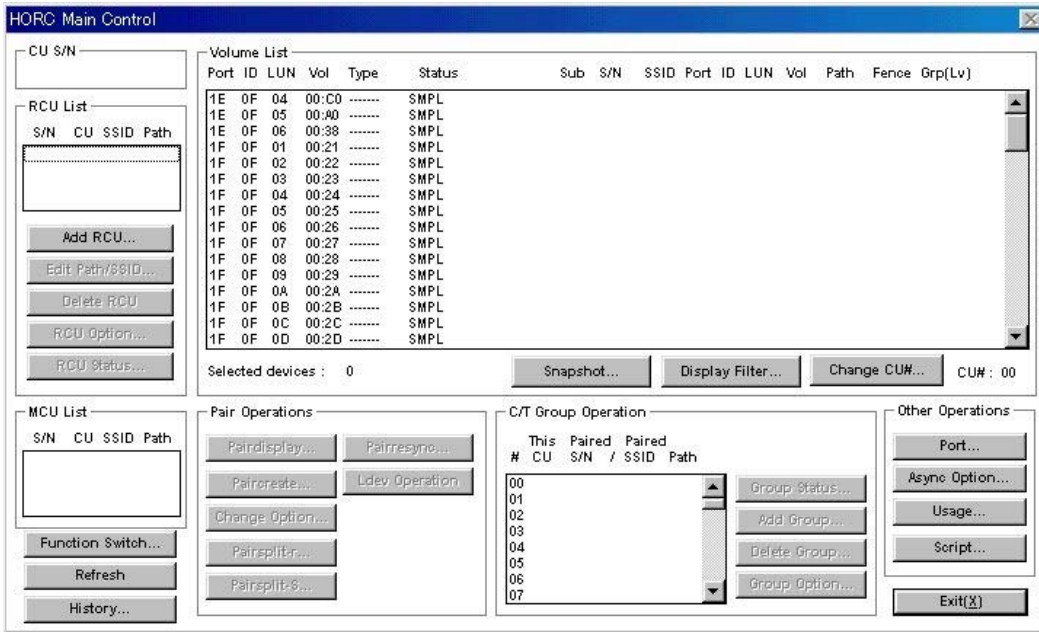 HORC Main Control
CU S/N
RCU List
S/N CU SSID Path
Add RCU...
Edit Path/SSID...
Delete RCU
RCU Option...
RCU Status...
MCU List
S/N CU SSID Path
Function Switch...
Refresh
History...
Volume List
Port ID LUN Vol Type Status Sub S/N SSID Port ID LUN Vol Path Fence Grp(Lv)
1E 0F 04 00:C0 ------- SMPL
1E 0F 05 00:A0 ------- SMPL
1E 0F 06 00:38 ------- SMPL
1F 0F 01 00:21 ------- SMPL
1F 0F 02 00:22 ------- SMPL
1F 0F 03 00:23 ------- SMPL
1F 0F 04 00:24 ------- SMPL
1F 0F 05 00:25 ------- SMPL
1F 0F 06 00:26 ------- SMPL
1F 0F 07 00:27 ------- SMPL
1F 0F 08 00:28 ------- SMPL
1F 0F 09 00:29 ------- SMPL
1F 0F 0A 00:2A ------- SMPL
1F 0F 0B 00:2B ------- SMPL
1F 0F 0C 00:2C ------- SMPL
1F 0F 0D 00:2D ------- SMPL
Selected devices : 0
Snapshot...
Display Filter...
Change CU#...
CU# : 00
Pair Operations
Pairdisplay...
Pairresync...
Paircreate...
Ldev Operation
Change Option...
Pairsplit-r...
Pairsplit-S...
C/T Group Operation
This Paired Paired
# CU S/N / SSID Path
00
01
02
03
04
05
06
07
Group Status...
Add Group...
Delete Group...
Group Option...
Other Operations
Port...
Async Option...
Usage...
Script...
Exit(X)